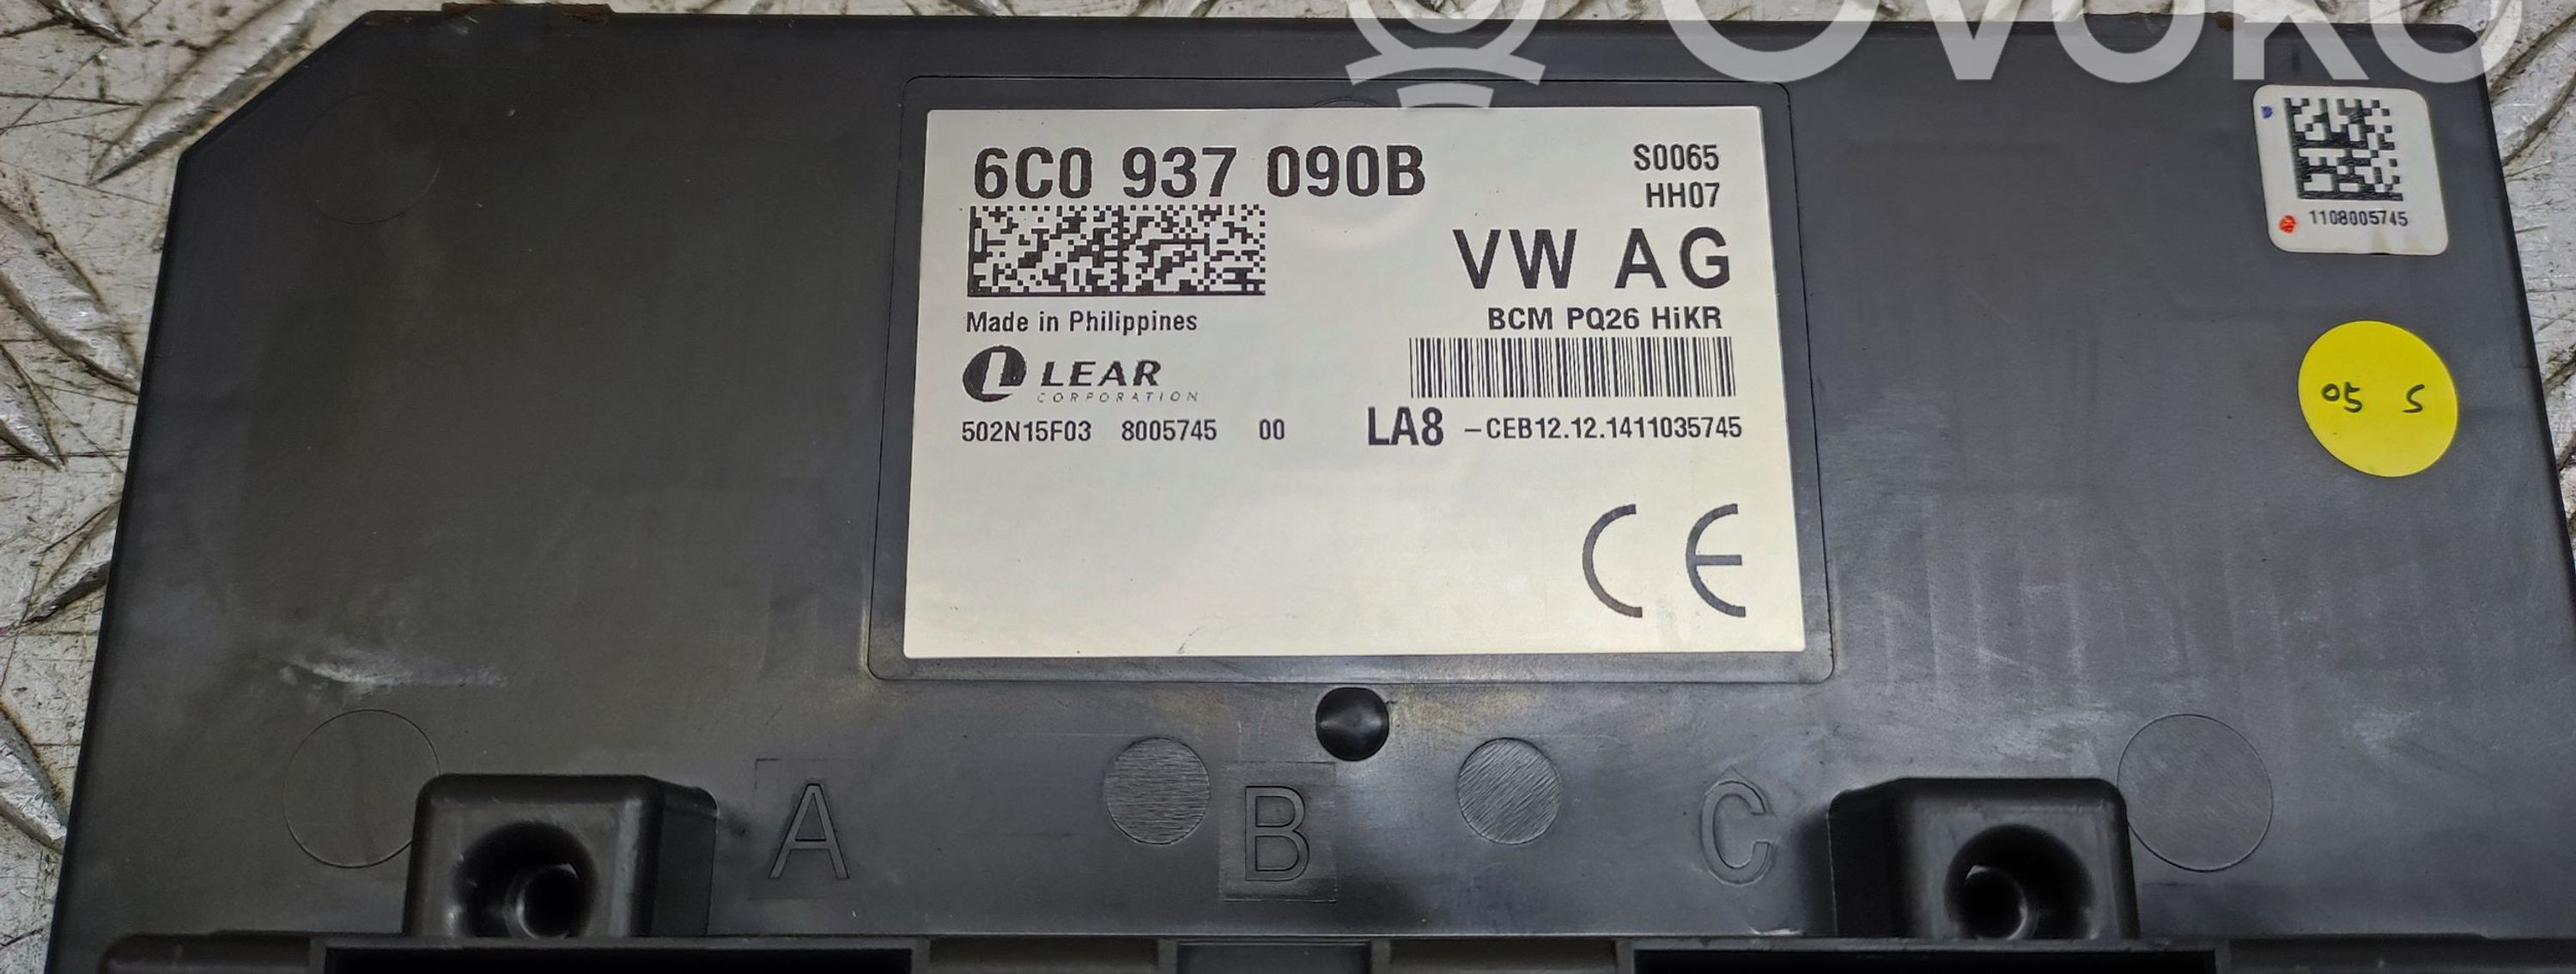 OVOKO
6C0 937 090B
S0065
HH07
VW AG
Made in Philippines
BCM PQ26 HiKR
LEAR
CORPORATION
502N15F03 8005745 00
LA8 -CEB12.12.1411035745
CE
1108005745
05 S
A B C